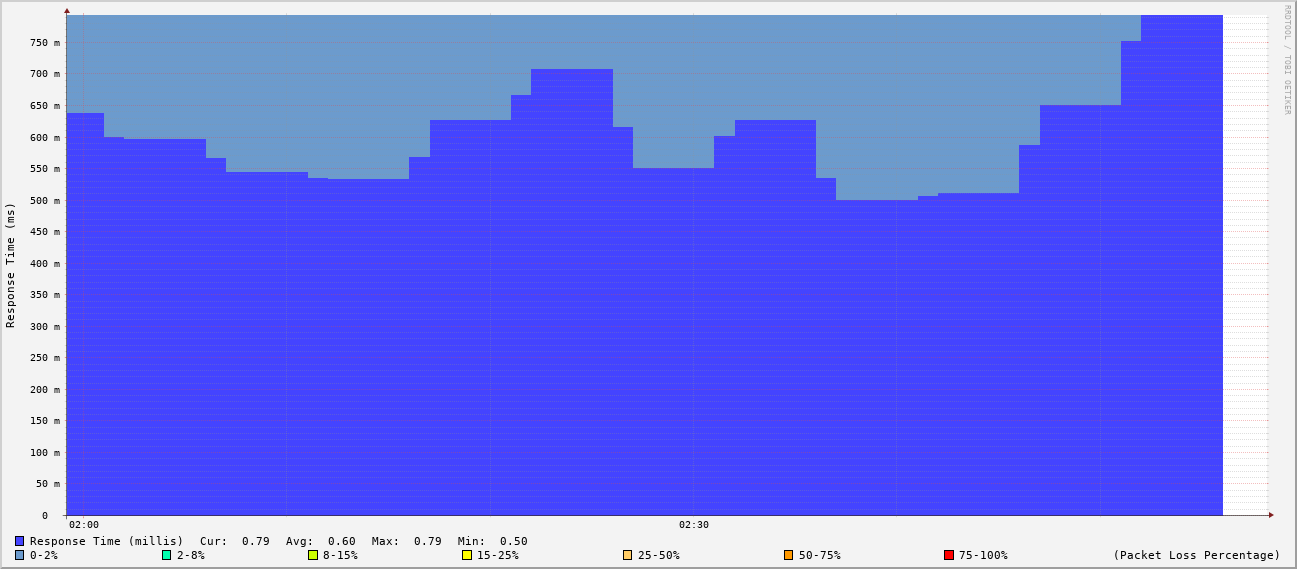 RRDTOOL / TOBI OETIKER
Response Time (ms)
750 m
700 m
650 m
600 m
550 m
500 m
450 m
400 m
350 m
300 m
250 m
200 m
150 m
100 m
50 m
0
02:00 02:30
Response Time (millis) Cur: 0.79 Avg: 0.60 Max: 0.79 Min: 0.50
0-2% 2-8% 8-15% 15-25% 25-50% 50-75% 75-100% (Packet Loss Percentage)